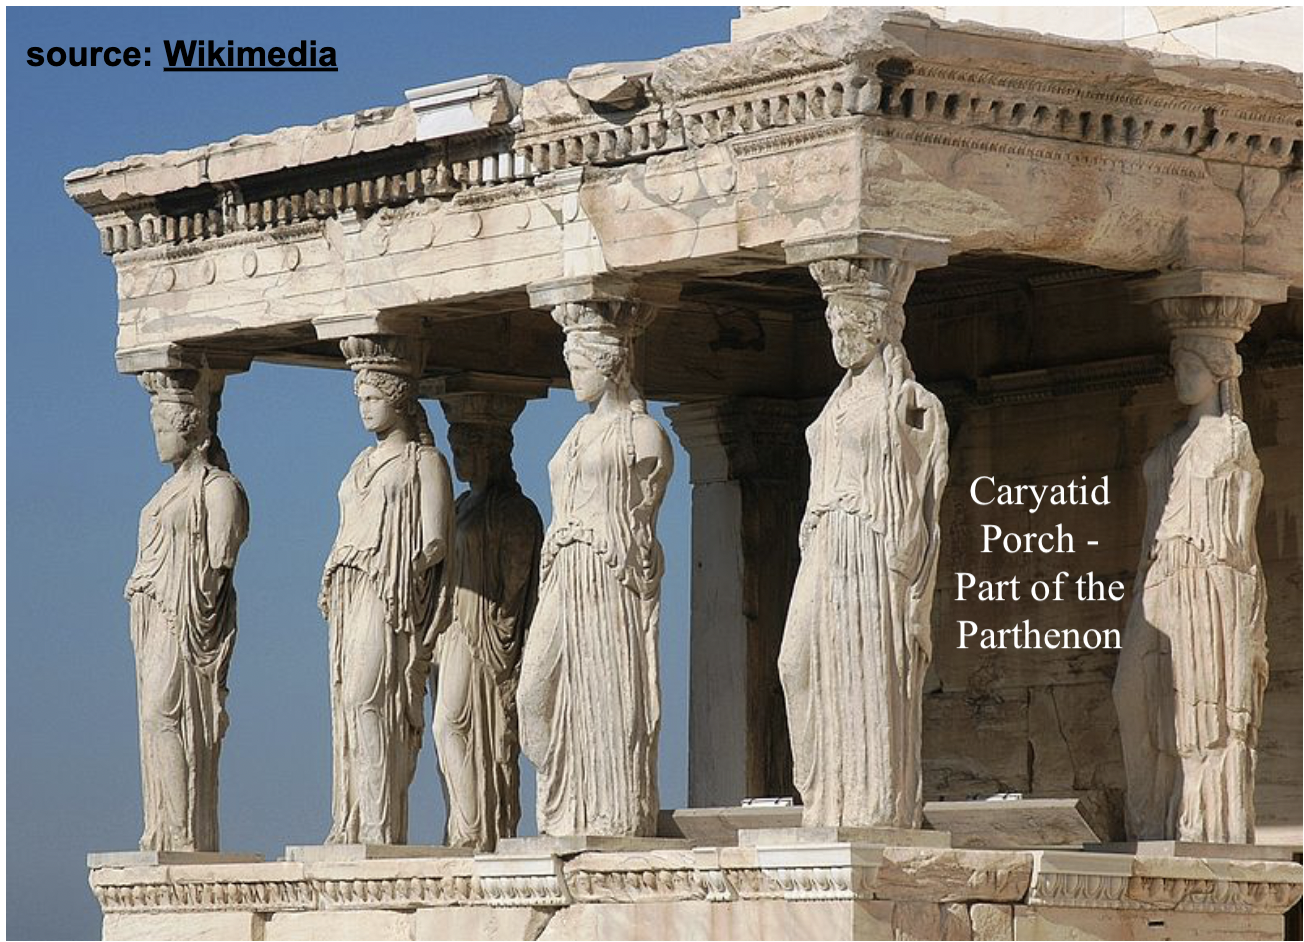 source: Wikimedia
Caryatid
Porch -
Part of the
Parthenon